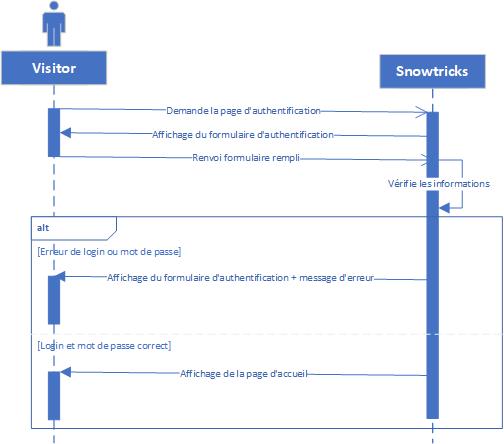 Visitor
Snowtricks
Demande la page d'authentification
Affichage du formulaire d'authentification
Renvoi formulaire rempli
Vérifie les informations
alt
[Erreur de login ou mot de passe]
Affichage du formulaire d'authentification + message d'erreur
[Login et mot de passe correct]
Affichage de la page d'accueil